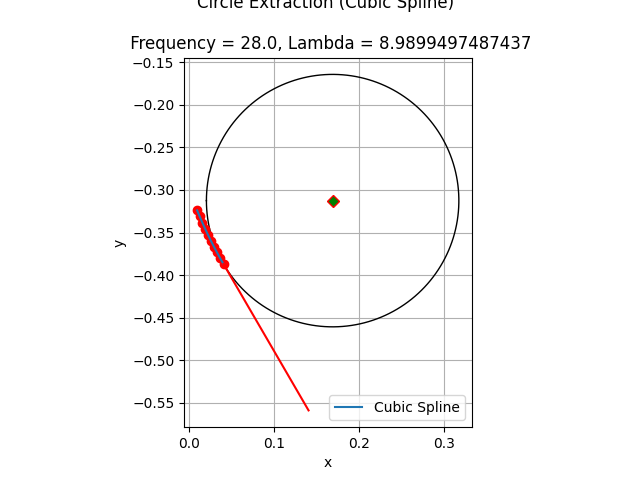 Circle Extraction (Cubic Spline)
Frequency = 28.0, Lambda = 8.9899497487437
−0.15
−0.20
−0.25
−0.30
−0.35
−0.40
−0.45
−0.50
−0.55
y
Cubic Spline
0.0 0.1 0.2 0.3
x